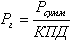 Pг = Pсумм / КПД